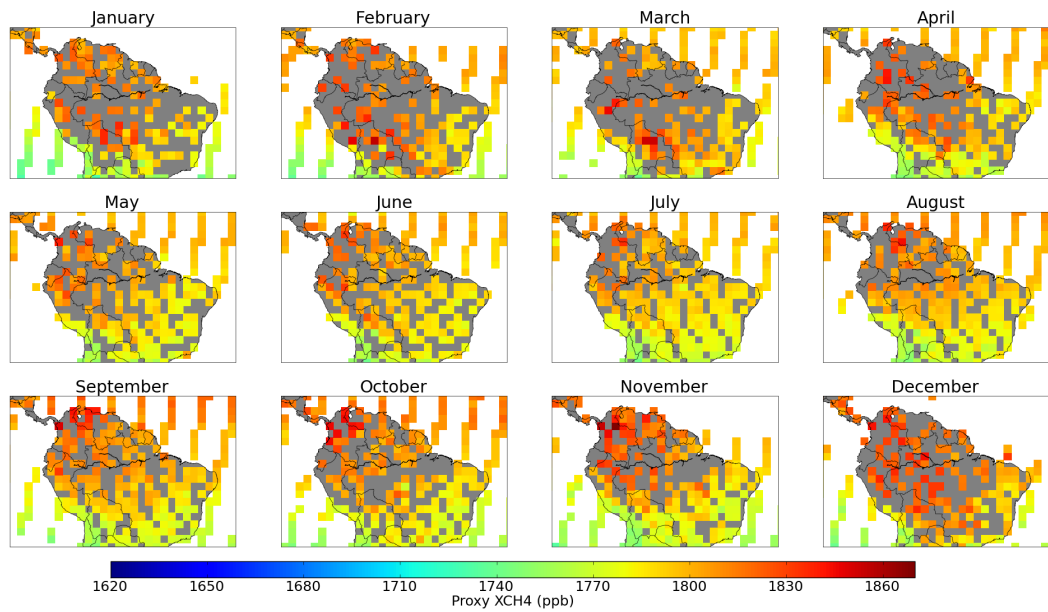 January February March April
May June July August
September October November December
1620 1650 1680 1710 1740 1770 1800 1830 1860
Proxy XCH4 (ppb)